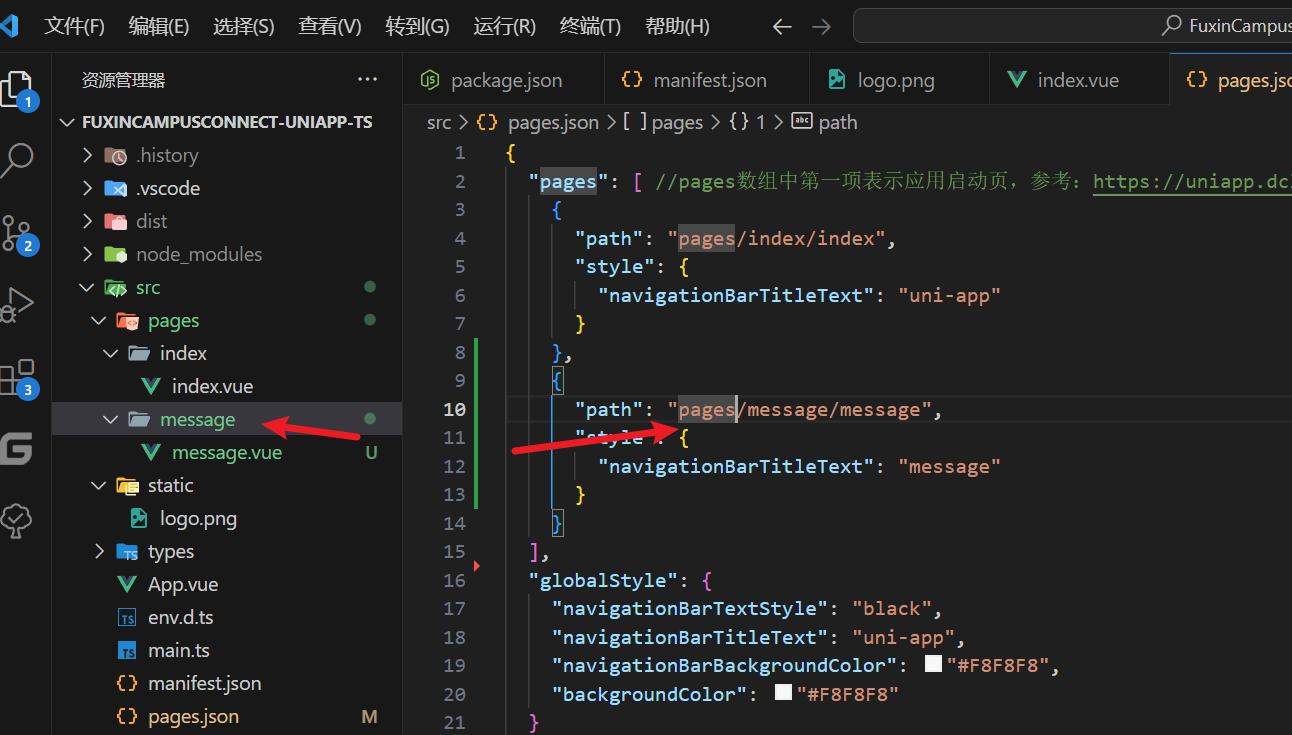 文件(F) 编辑(E) 选择(S) 查看(V) 转到(G) 运行(R) 终端(T) 帮助(H) FuxinCampus
资源管理器 ···
1
2
3
FUXINCAMPUSCONNECT-UNIAPP-TS
.history
.vscode
dist
node_modules
src
pages
index
index.vue
message
message.vue U
static
logo.png
types
App.vue
env.d.ts
main.ts
manifest.json
pages.json M
package.json manifest.json logo.png index.vue pages.js
src > {} pages.json > [ ] pages > {} 1 > abc path
1 {
2 "pages": [ //pages数组中第一项表示应用启动页，参考：https://uniapp.dc
3 {
4 "path": "pages/index/index",
5 "style": {
6 "navigationBarTitleText": "uni-app"
7 }
8 },
9 {
10 "path": "pages/message/message",
11 "style": {
12 "navigationBarTitleText": "message"
13 }
14 }
15 ],
16 "globalStyle": {
17 "navigationBarTextStyle": "black",
18 "navigationBarTitleText": "uni-app",
19 "navigationBarBackgroundColor": "#F8F8F8",
20 "backgroundColor": "#F8F8F8"
21 }